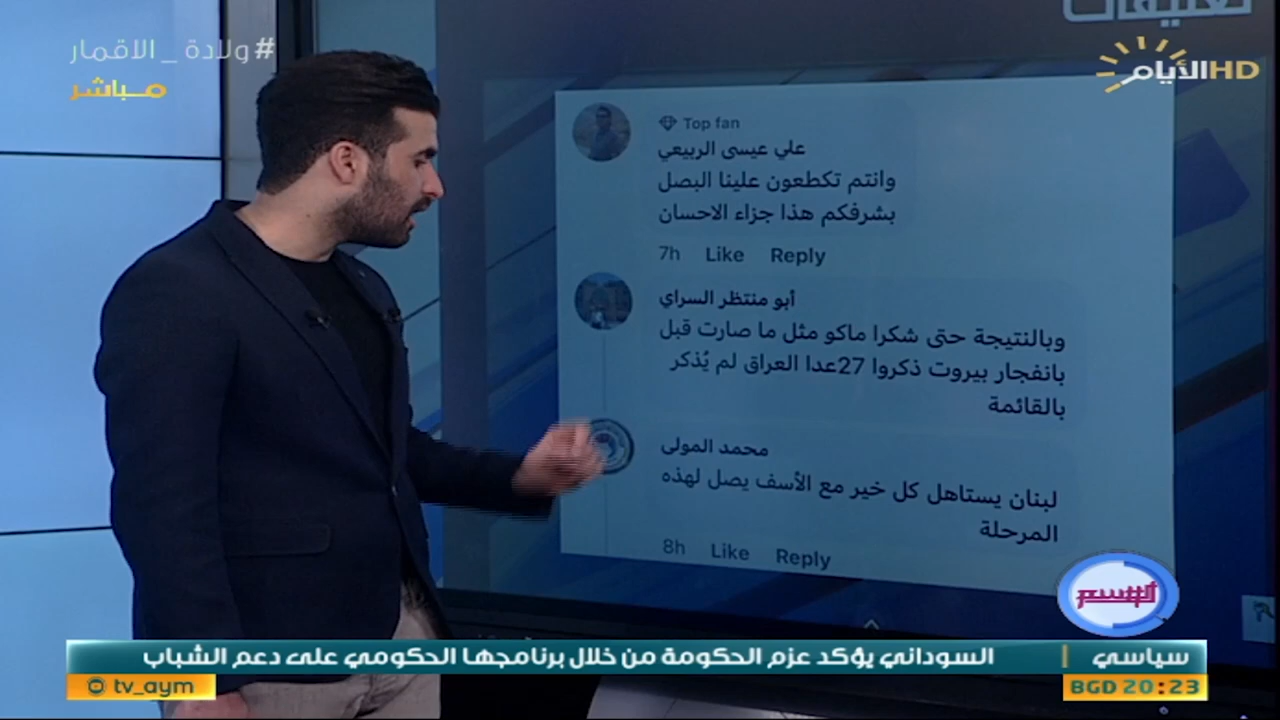 تعليقات
#ولادة_الاقمار
مباشر
الأيام HD
Top fan
علي عيسى الربيعي
وانتم تكطعون علينا البصل
بشرفكم هذا جزاء الاحسان
7h Like Reply
أبو منتظر السراي
وبالنتيجة حتى شكرا ماكو مثل ما صارت قبل
بانفجار بيروت ذكروا 27عدا العراق لم يُذكر
بالقائمة
محمد المولى
لبنان يستاهل كل خير مع الأسف يصل لهذه
المرحلة
8h Like Reply
سياسي | السوداني يؤكد عزم الحكومة من خلال برنامجها الحكومي على دعم الشباب
tv_aym
BGD 20:23